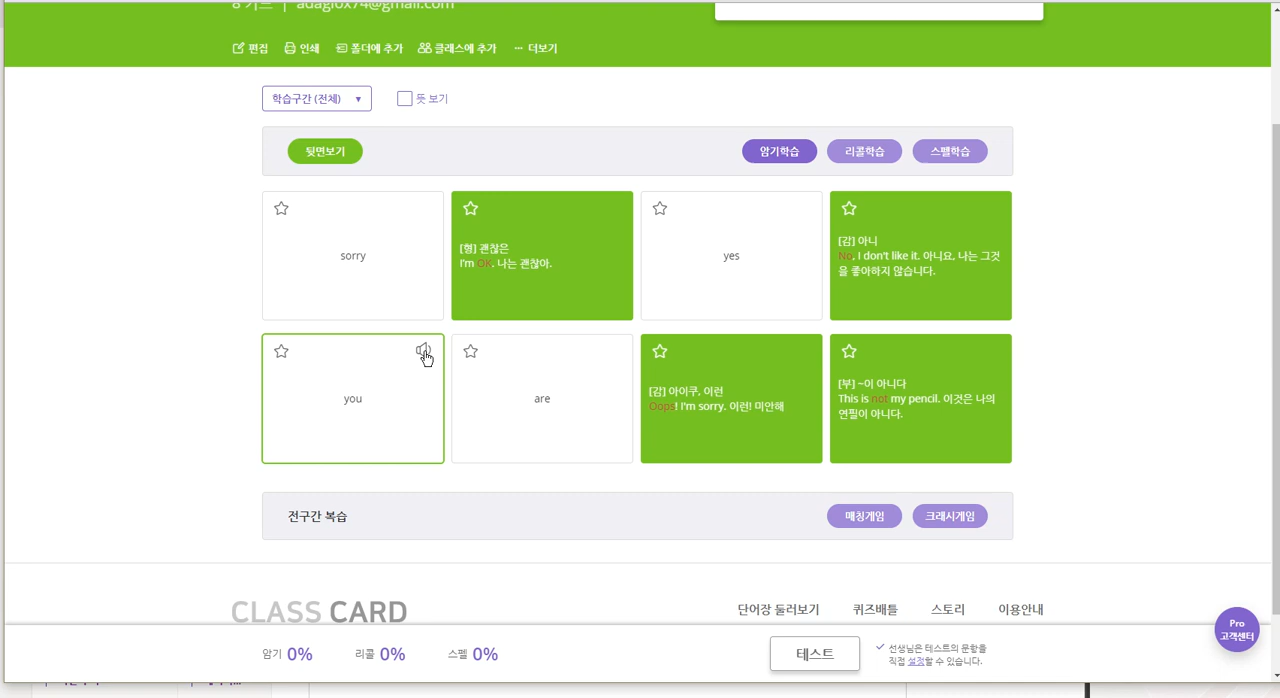 8 카드 | adagiox74@gmail.com
편집 인쇄 폴더에 추가 클래스에 추가 ··· 더보기
학습구간 (전체) ▼ 뜻 보기
뒷면보기 암기학습 리콜학습 스펠학습
sorry
[형] 괜찮은
I'm OK. 나는 괜찮아.
yes
[감] 아니
No, I don't like it. 아니요, 나는 그것
을 좋아하지 않습니다.
you
are
[감] 아이쿠, 이런
Oops! I'm sorry. 이런! 미안해
[부] ~이 아니다
This is not my pencil. 이것은 나의
연필이 아니다.
전구간 복습 매칭게임 크래시게임
CLASS CARD 단어장 둘러보기 퀴즈배틀 스토리 이용안내
Pro
고객센터
암기 0% 리콜 0% 스펠 0% 테스트
선생님은 테스트의 문항을
직접 설정할 수 있습니다.